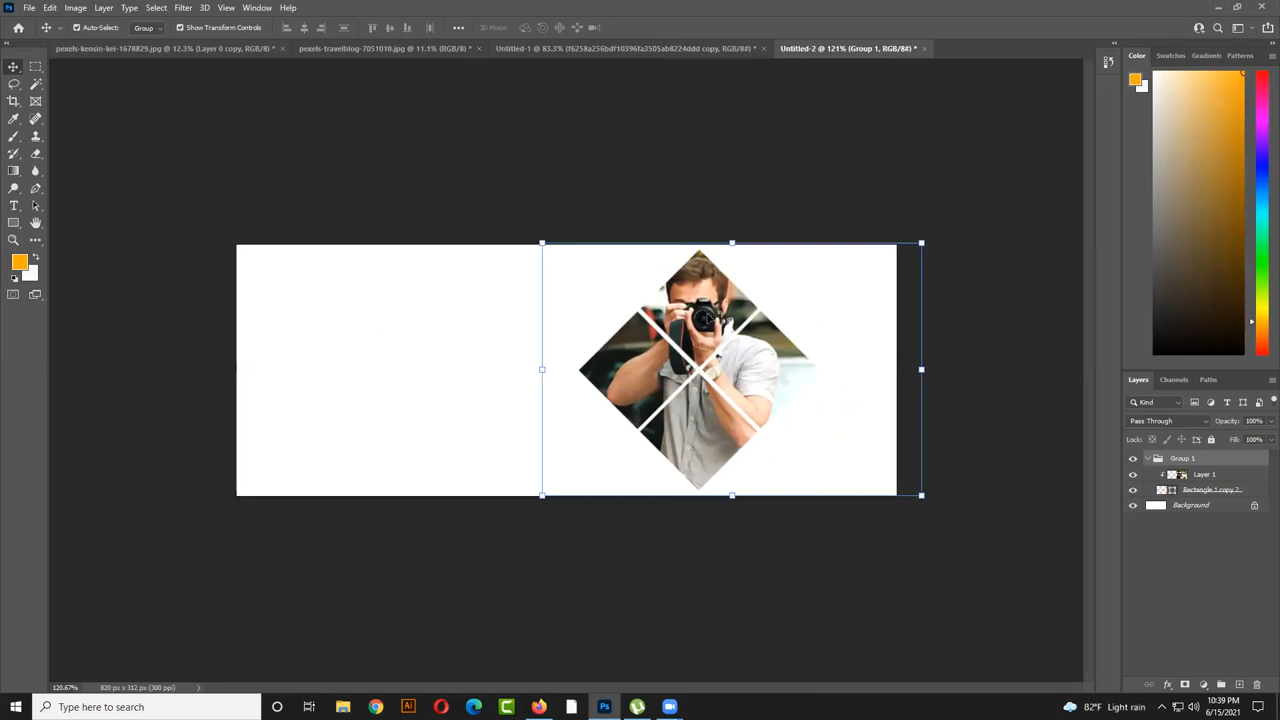 File Edit Image Layer Type Select Filter 3D View Window Help
Auto-Select: Group Show Transform Controls 3D Mode:
pexels-kensin-kei-1678829.jpg @ 12.3% (Layer 0 copy, RGB/8) * × pexels-travelblog-7051010.jpg @ 11.1% (RGB/8) * × Untitled-1 @ 83.3% (f6258a256bdf10396fa3505ab8224ddd copy, RGB/8#) * × Untitled-2 @ 121% (Group 1, RGB/8#) * ×
Color Swatches Gradients Patterns
Layers Channels Paths
Kind
Pass Through Opacity: 100%
Lock: Fill: 100%
Group 1
Layer 1
Rectangle 1 copy 2
Background
120.67% 820 px x 312 px (300 ppi)
Type here to search
82°F Light rain
10:39 PM
6/15/2021